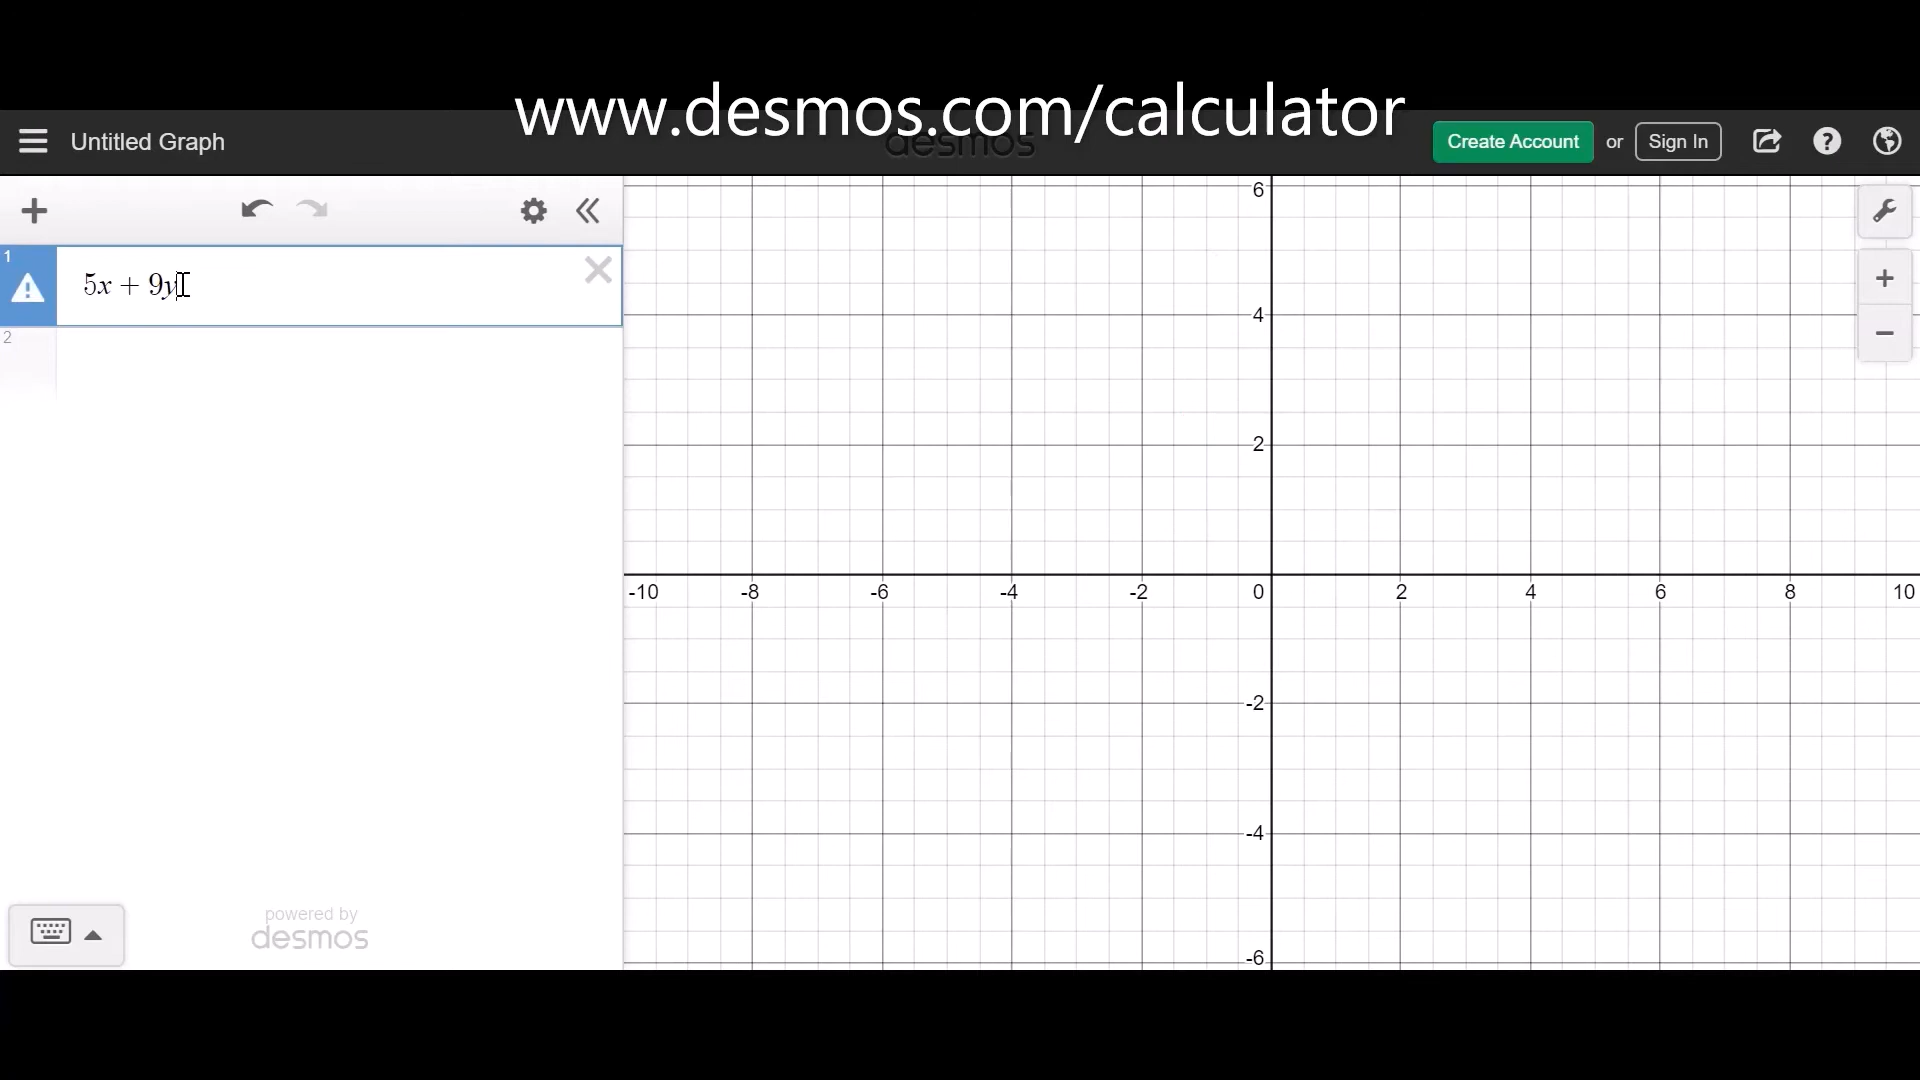 www.desmos.com/calculator
Untitled Graph
desmos
Create Account or Sign In
1
5x + 9y
2
6
4
2
-10 -8 -6 -4 -2 0 2 4 6 8 10
-2
-4
-6
powered by
desmos